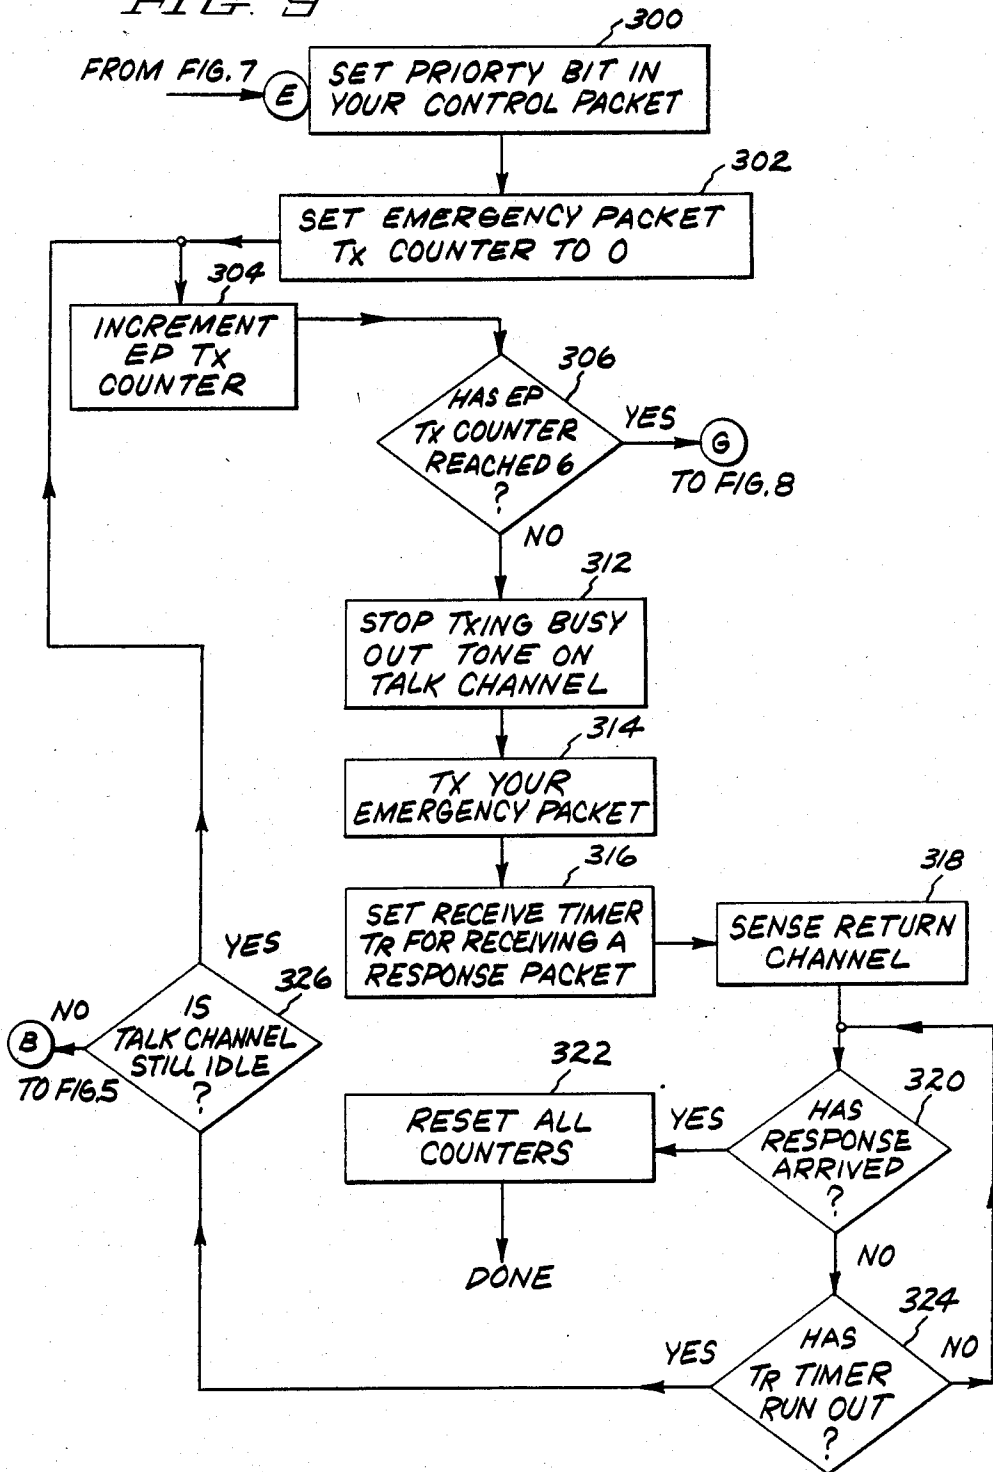 FIG. 9
300
FROM FIG. 7
E
SET PRIORTY BIT IN
YOUR CONTROL PACKET
302
SET EMERGENCY PACKET
TX COUNTER TO 0
304
INCREMENT
EP TX
COUNTER
306
HAS EP
TX COUNTER
REACHED 6
?
YES
G
TO FIG. 8
NO
312
STOP TXING BUSY
OUT TONE ON
TALK CHANNEL
314
TX YOUR
EMERGENCY PACKET
316
SET RECEIVE TIMER
TR FOR RECEIVING A
RESPONSE PACKET
318
SENSE RETURN
CHANNEL
YES
326
IS
TALK CHANNEL
STILL IDLE
?
NO
B
TO FIG.5
322
RESET ALL
COUNTERS
DONE
320
HAS
RESPONSE
ARRIVED
?
YES
NO
324
HAS
TR TIMER
RUN OUT
?
YES
NO